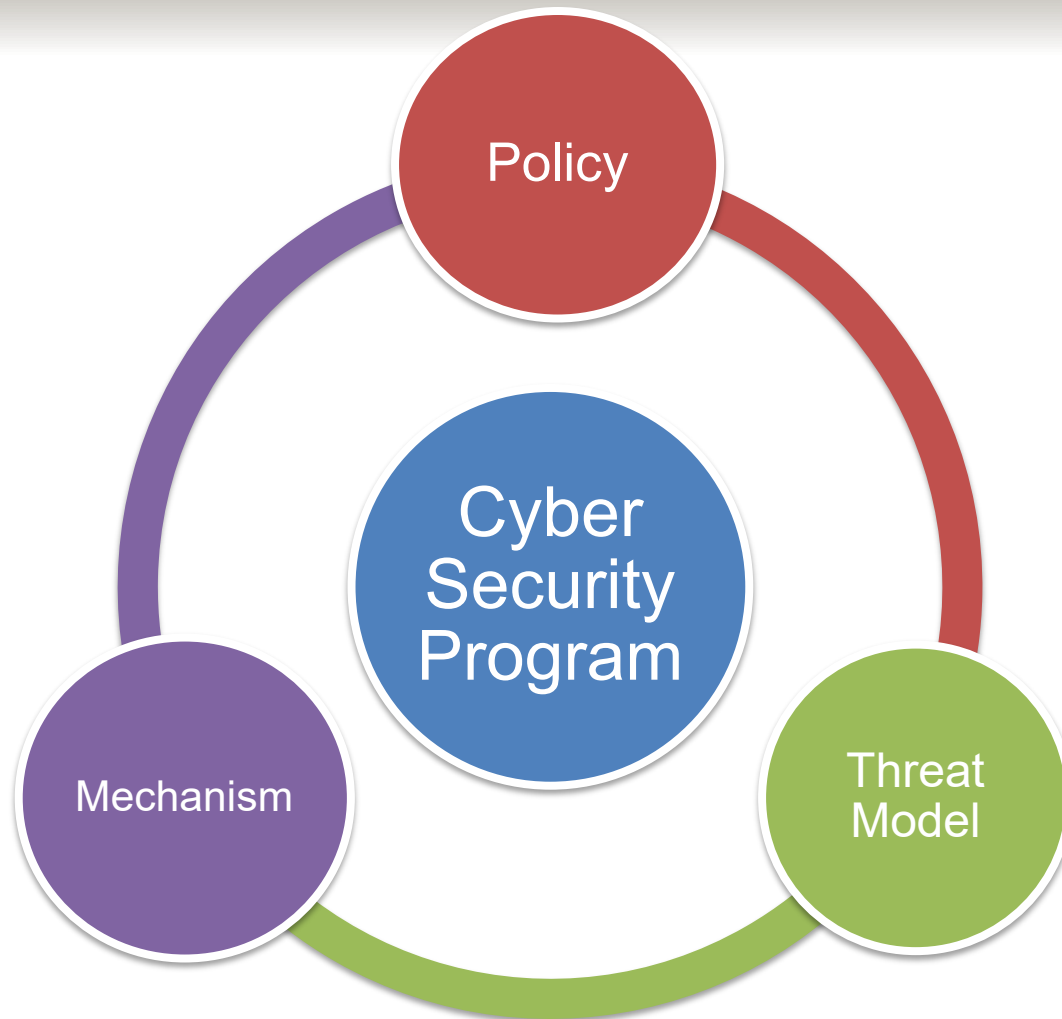 Policy
Cyber
Security
Program
Mechanism
Threat
Model